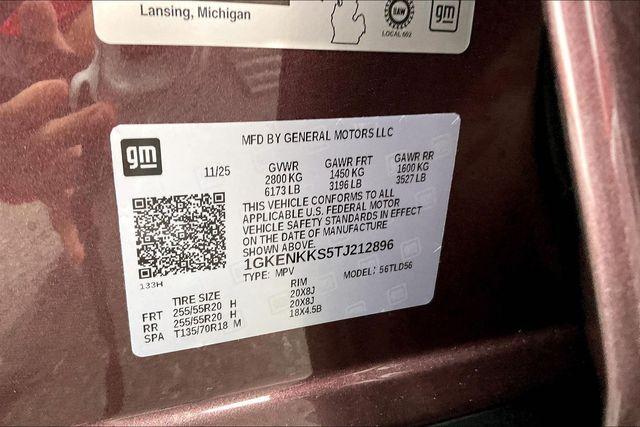 Lansing, Michigan
UAW
LOCAL 602
gm
MFD BY GENERAL MOTORS LLC
gm
11/25 GVWR GAWR FRT GAWR RR
2800 KG 1450 KG 1600 KG
6173 LB 3196 LB 3527 LB
THIS VEHICLE CONFORMS TO ALL
APPLICABLE U.S. FEDERAL MOTOR
VEHICLE SAFETY STANDARDS IN EFFECT
ON THE DATE OF MANUFACTURE
SHOWN ABOVE.
1GKENKKS5TJ212896
TYPE: MPV MODEL: 56TLD56
133H
TIRE SIZE RIM
FRT 255/55R20 H 20X8J
RR 255/55R20 H 20X8J
SPA T135/70R18 M 18X4.5B